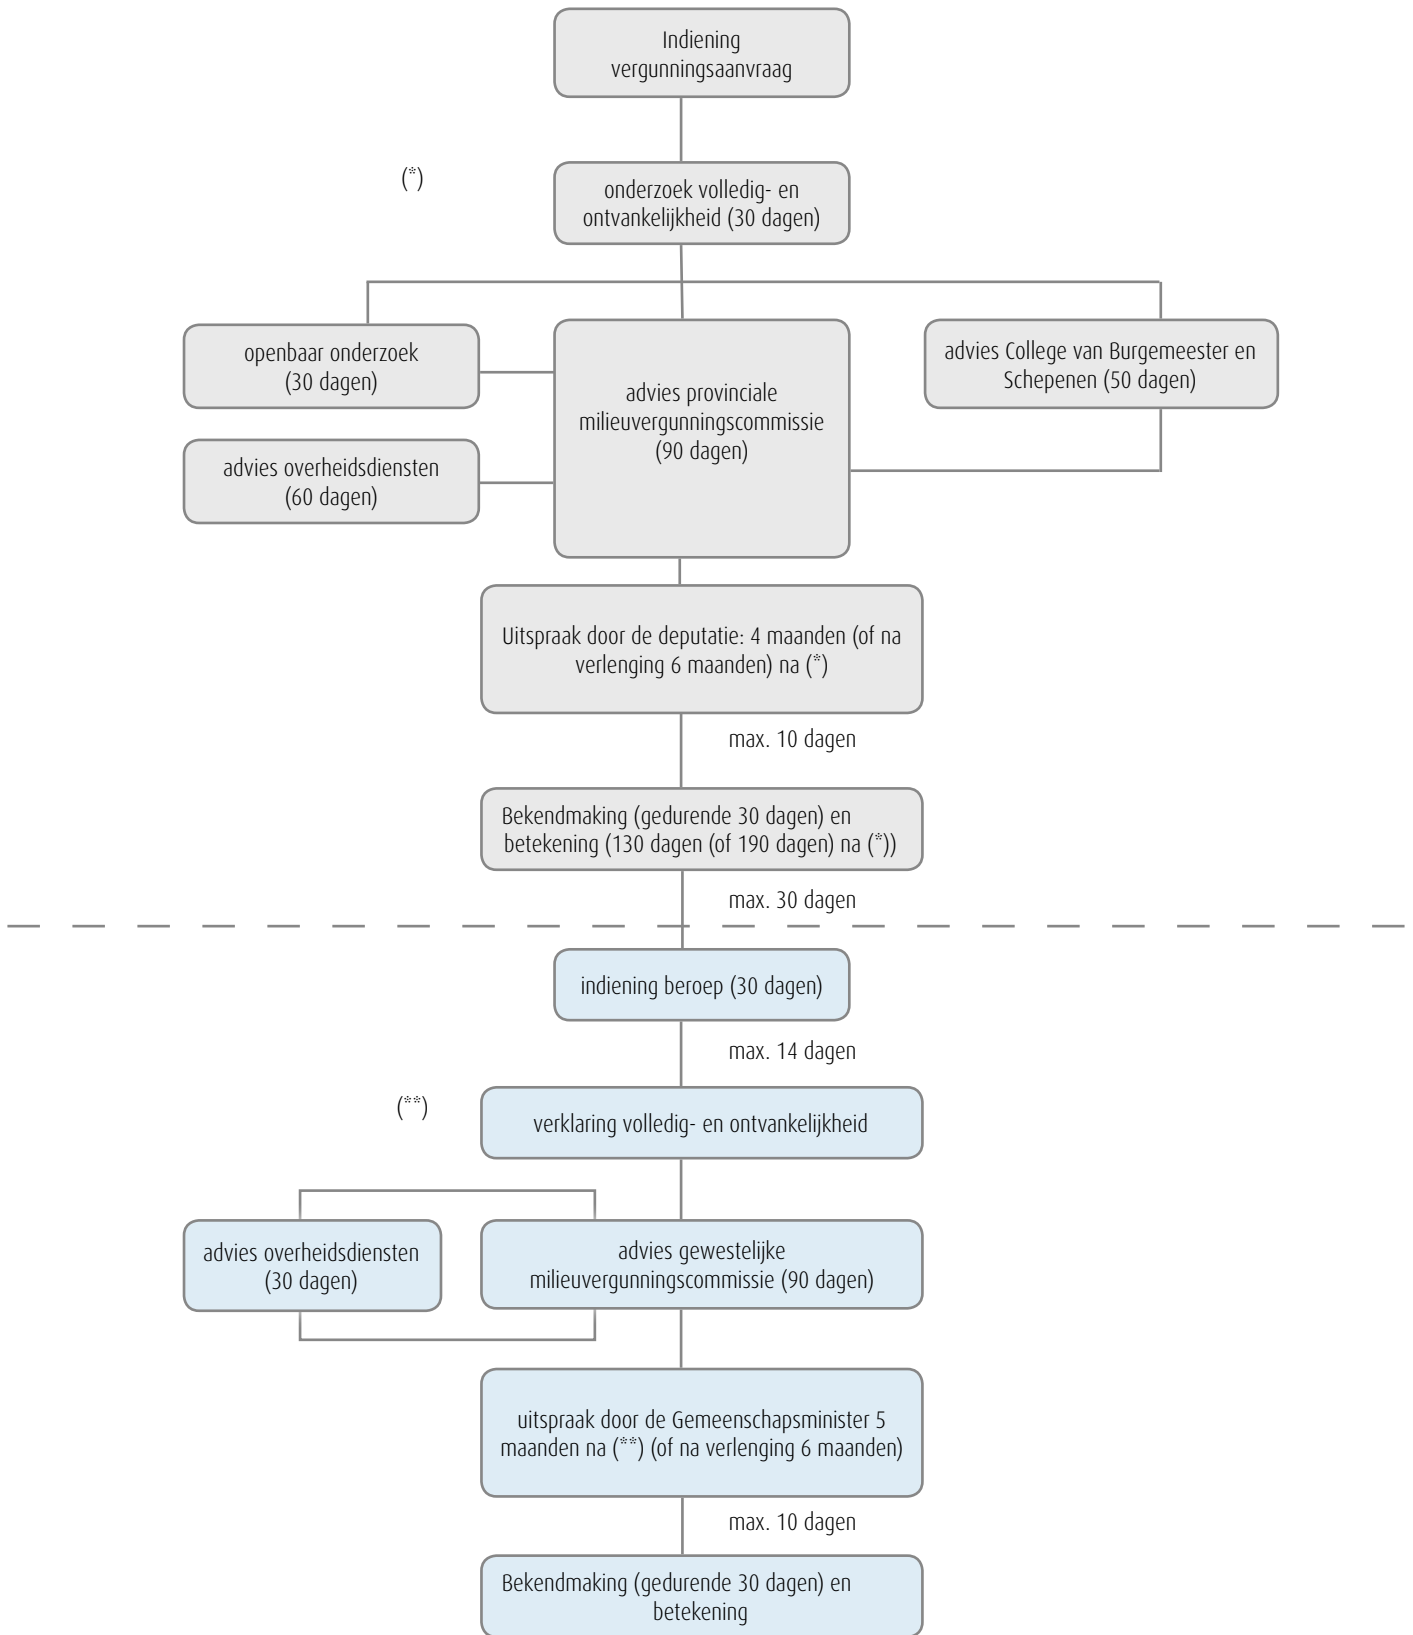 Indiening
vergunningsaanvraag
(*)
onderzoek volledig- en
ontvankelijkheid (30 dagen)
openbaar onderzoek
(30 dagen)
advies provinciale
milieuvergunningscommissie
(90 dagen)
advies College van Burgemeester en
Schepenen (50 dagen)
advies overheidsdiensten
(60 dagen)
Uitspraak door de deputatie: 4 maanden (of na
verlenging 6 maanden) na (*)
max. 10 dagen
Bekendmaking (gedurende 30 dagen) en
betekening (130 dagen (of 190 dagen) na (*))
max. 30 dagen
indiening beroep (30 dagen)
max. 14 dagen
(**)
verklaring volledig- en ontvankelijkheid
advies overheidsdiensten
(30 dagen)
advies gewestelijke
milieuvergunningscommissie (90 dagen)
uitspraak door de Gemeenschapsminister 5
maanden na (**) (of na verlenging 6 maanden)
max. 10 dagen
Bekendmaking (gedurende 30 dagen) en
betekening